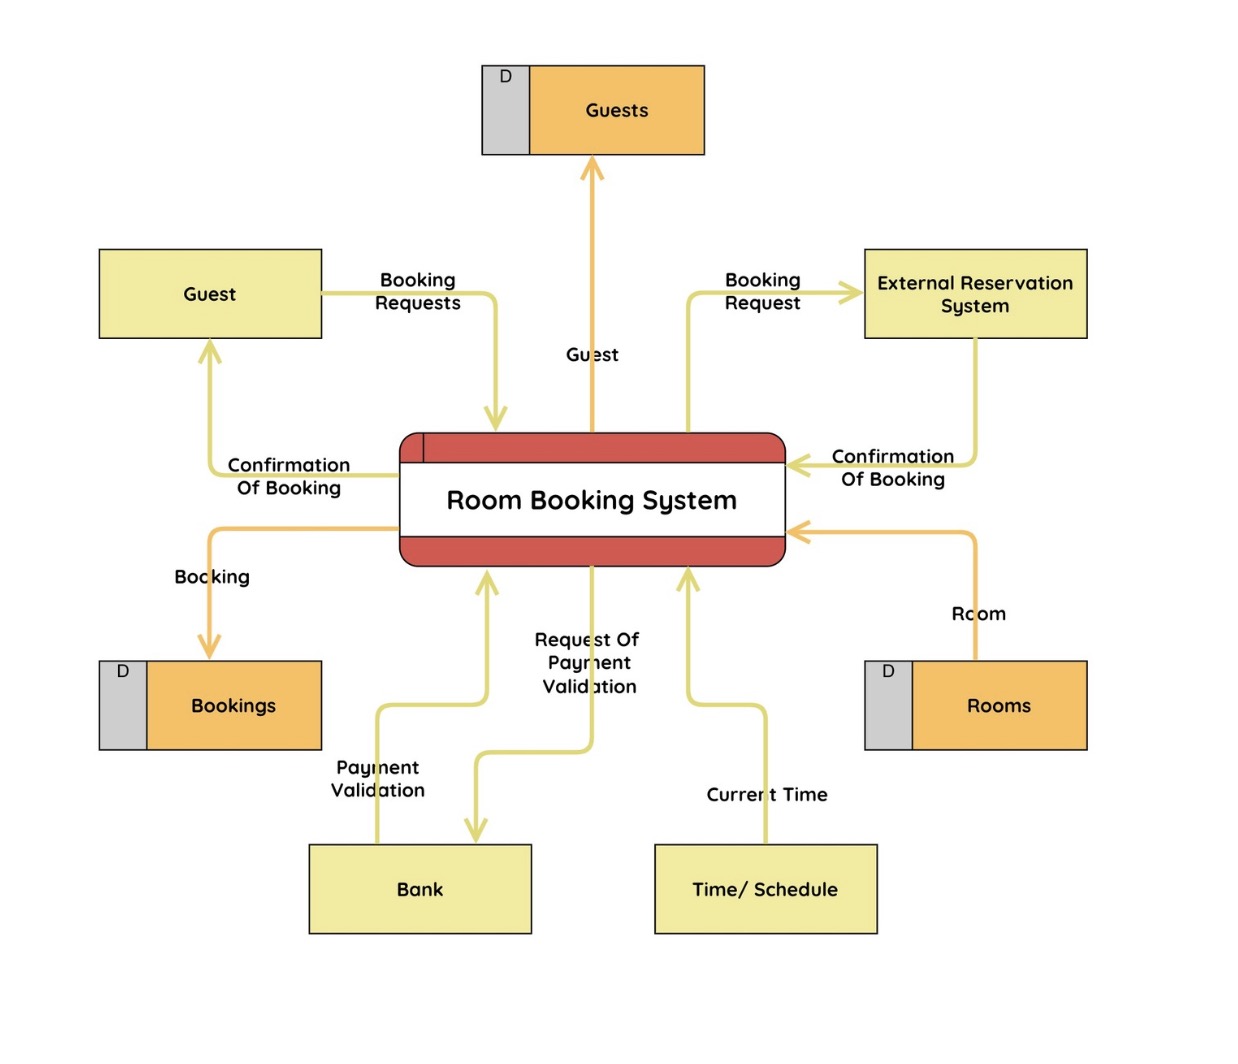 D
Guests
Guest
Booking
Requests
Booking
Request
External Reservation
System
Guest
Confirmation
Of Booking
Room Booking System
Confirmation
Of Booking
Booking
Request Of
Payment
Validation
Room
D
Bookings
D
Rooms
Payment
Validation
Current Time
Bank
Time/ Schedule